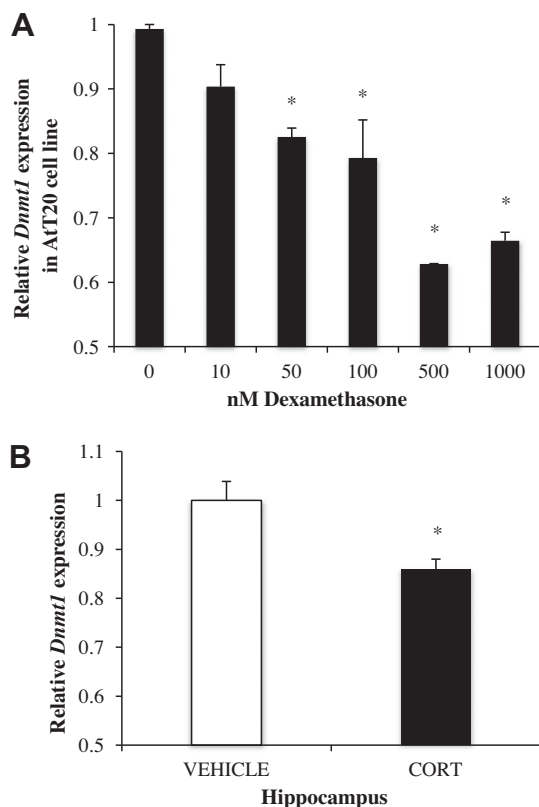 A
Relative Dnmt1 expression
in AtT20 cell line
1
0.9
0.8
0.7
0.6
0.5
*
*
*
*
0 10 50 100 500 1000
nM Dexamethasone
B
Relative Dnmt1 expression
1.1
1
0.9
0.8
0.7
0.6
0.5
*
VEHICLE CORT
Hippocampus